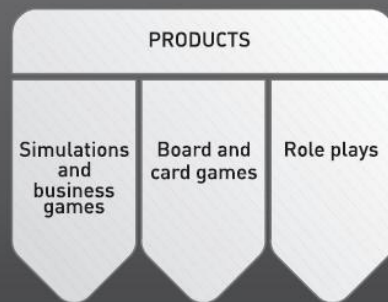 PRODUCTS
Simulations
and
business
games
Board and
card games
Role plays